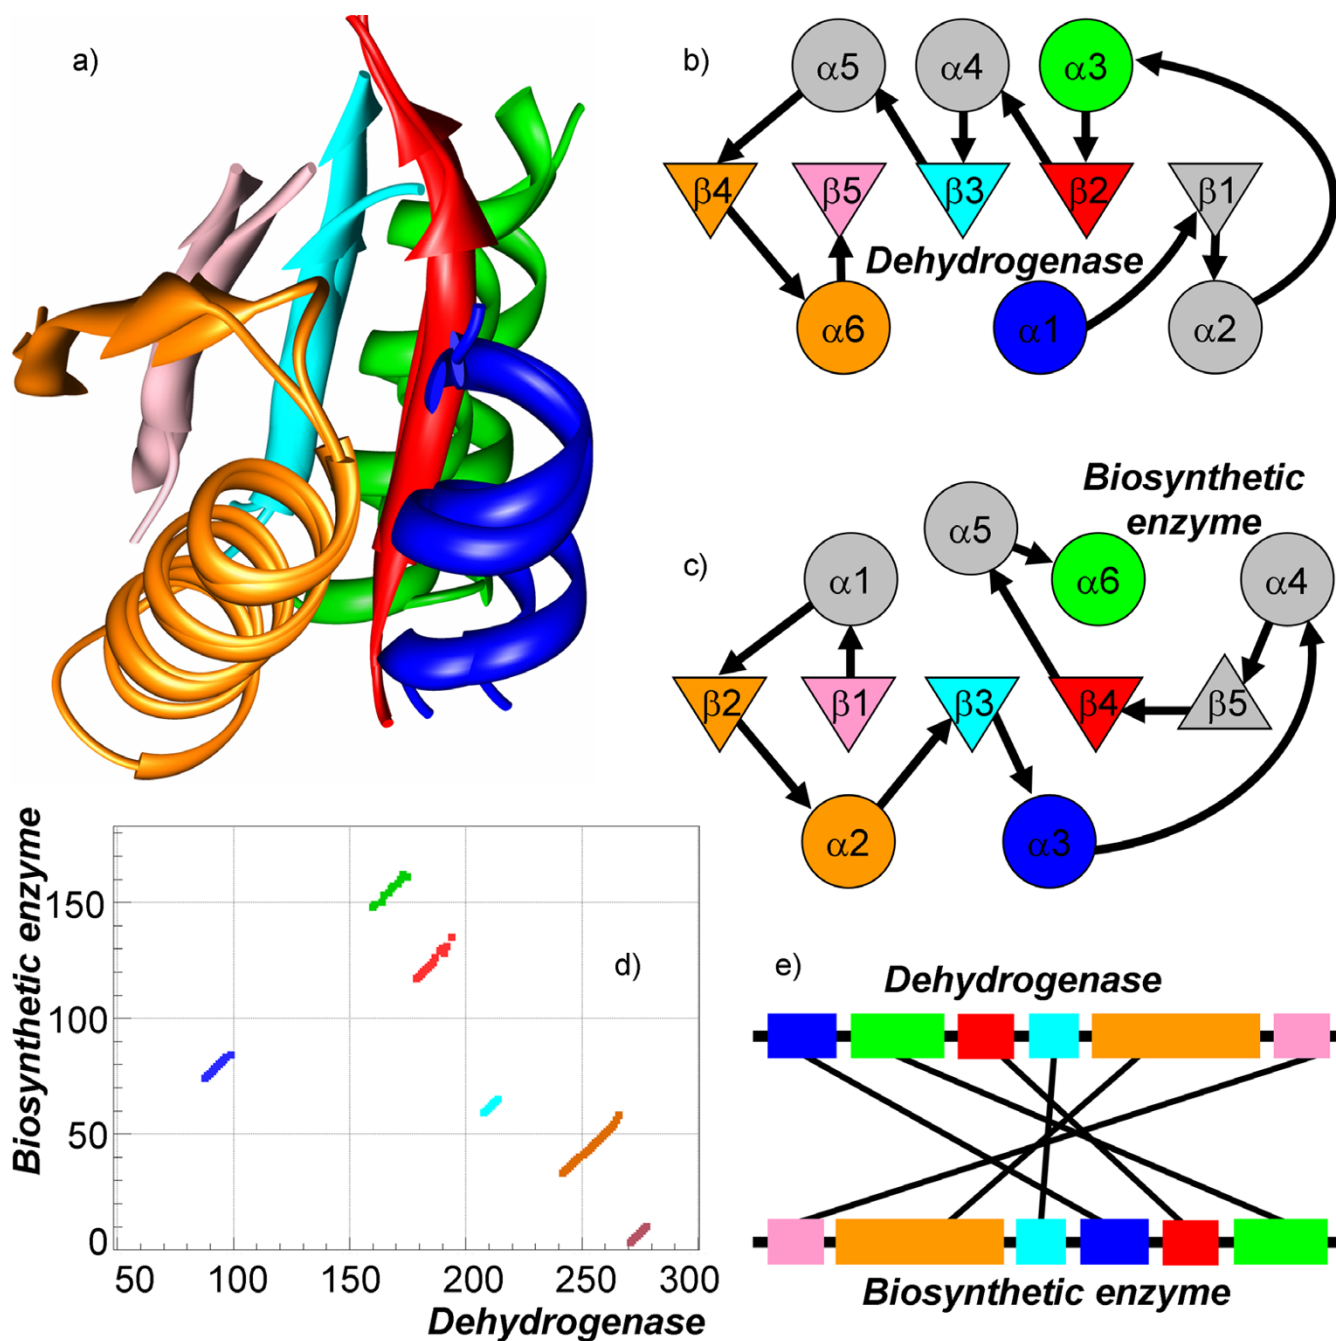 a)
b)
α5 α4 α3
β4 β5 β3 β2 β1
Dehydrogenase
α6 α1 α2
Biosynthetic
enzyme
c)
α5
α1 α6 α4
β2 β1 β3 β4 β5
α2 α3
d)
Biosynthetic enzyme
150
100
50
0
50 100 150 200 250 300
Dehydrogenase
e)
Dehydrogenase
Biosynthetic enzyme